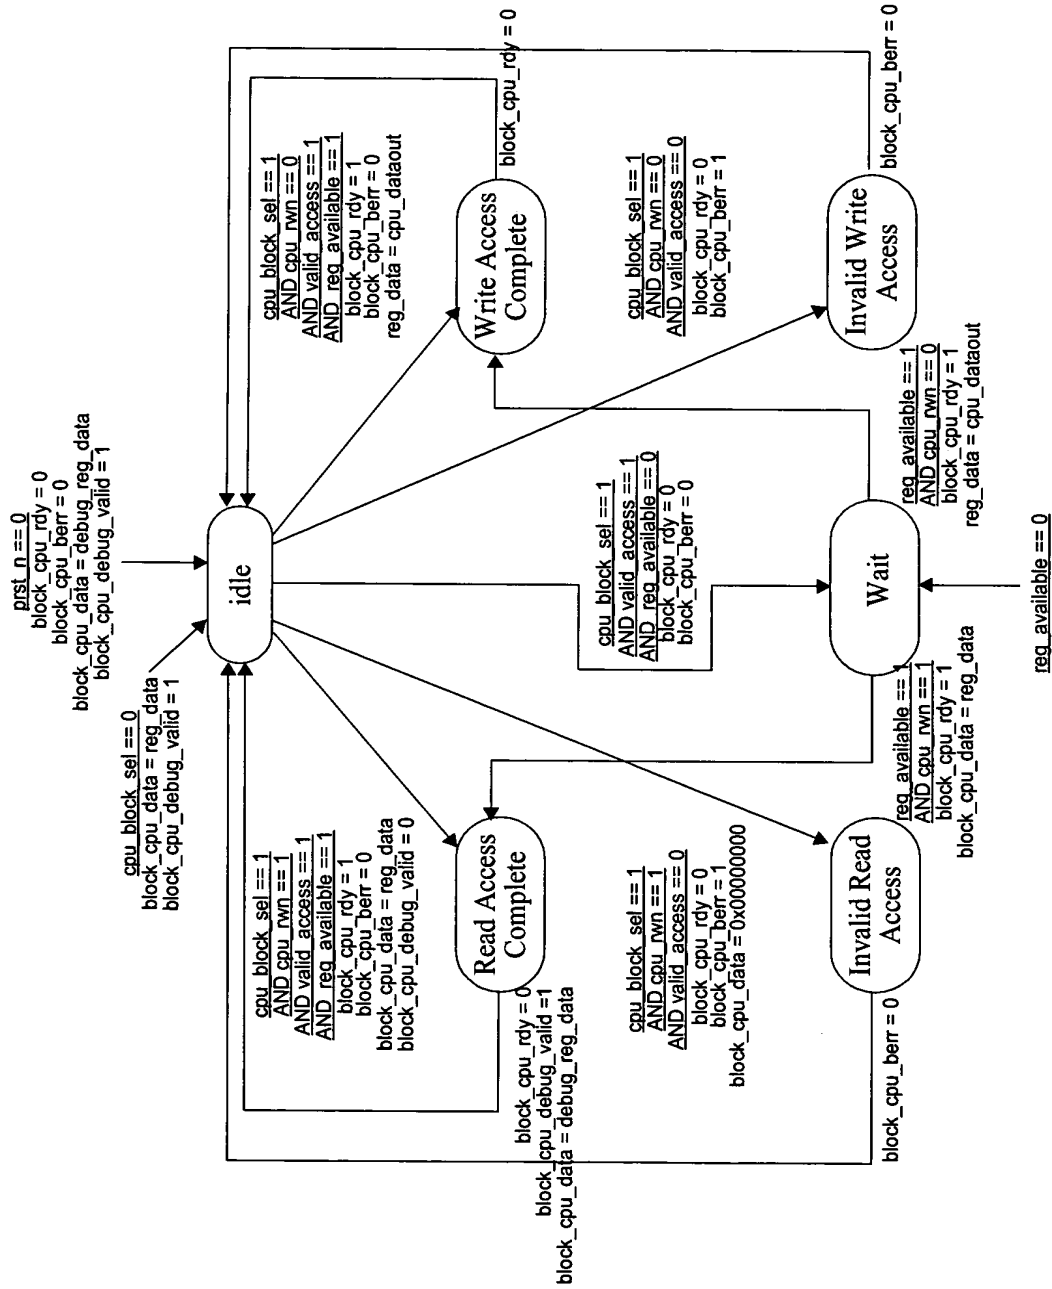 prst_n == 0
block_cpu_rdy = 0
block_cpu_berr = 0
block_cpu_data = debug_reg_data
block_cpu_debug_valid = 1
cpu_block_sel == 0
block_cpu_data = reg_data
block_cpu_debug_valid = 1
idle
cpu_block_sel == 1
AND cpu_rwn == 1
AND valid_access == 1
AND reg_available == 1
block_cpu_rdy = 1
block_cpu_berr = 0
block_cpu_data = reg_data
block_cpu_debug_valid = 0
cpu_block_sel == 1
AND cpu_rwn == 0
AND valid_access == 1
AND reg_available == 1
block_cpu_rdy = 1
block_cpu_berr = 0
reg_data = cpu_dataout
Read Access
Complete
Write Access
Complete
block_cpu_rdy = 0
block_cpu_debug_valid =1
block_cpu_data = debug_reg_data
block_cpu_rdy = 0
cpu_block_sel == 1
AND valid_access == 1
AND reg_available == 0
block_cpu_rdy = 0
block_cpu_berr = 0
cpu_block_sel == 1
AND cpu_rwn == 1
AND valid_access == 0
block_cpu_rdy = 0
block_cpu_berr = 1
block_cpu_data = 0x00000000
cpu_block_sel == 1
AND cpu_rwn == 0
AND valid_access == 0
block_cpu_rdy = 0
block_cpu_berr = 1
Invalid Read
Access
Wait
Invalid Write
Access
block_cpu_berr = 0
reg_available == 1
AND cpu_rwn == 1
block_cpu_rdy = 1
block_cpu_data = reg_data
reg_available == 1
AND cpu_rwn == 0
block_cpu_rdy = 1
reg_data = cpu_dataout
block_cpu_berr = 0
reg_available == 0